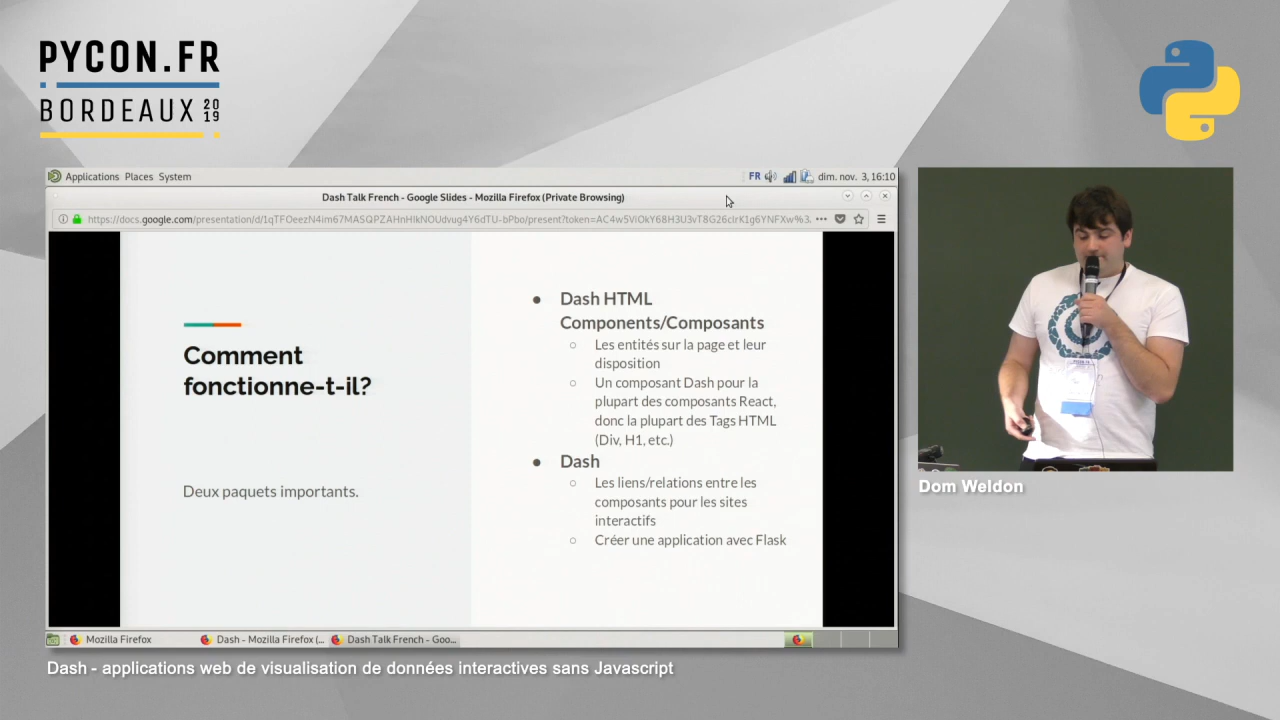 PYCON.FR
BORDEAUX 2019
Applications Places System
FR
dim. nov. 3, 16:10
Dash Talk French - Google Slides - Mozilla Firefox (Private Browsing)
Comment
fonctionne-t-il?
Deux paquets importants.
● Dash HTML
Components/Composants
○ Les entités sur la page et leur
disposition
○ Un composant Dash pour la
plupart des composants React,
donc la plupart des Tags HTML
(Div, H1, etc.)
● Dash
○ Les liens/relations entre les
composants pour les sites
interactifs
○ Créer une application avec Flask
Mozilla Firefox
Dash - Mozilla Firefox (...
Dash Talk French - Goo...
Dom Weldon
Dash - applications web de visualisation de données interactives sans Javascript